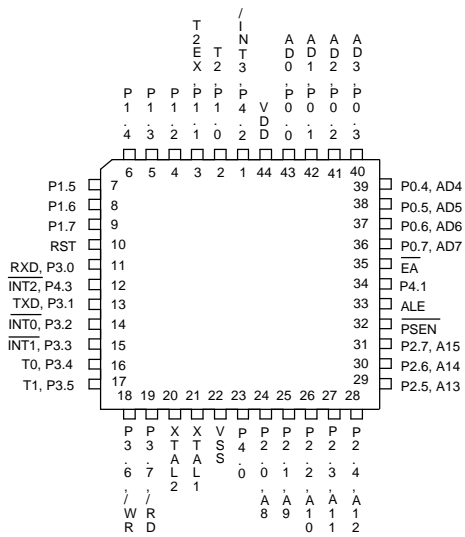 P1.4
P1.3
P1.2
T2EX, P1.1
T2, P1.0
/INT3, P4.2
VDD
AD0, P0.0
AD1, P0.1
AD2, P0.2
AD3, P0.3
6 5 4 3 2 1 44 43 42 41 40
P1.5 7
P1.6 8
P1.7 9
RST 10
RXD, P3.0 11
INT2, P4.3 12
TXD, P3.1 13
INT0, P3.2 14
INT1, P3.3 15
T0, P3.4 16
T1, P3.5 17
39 P0.4, AD4
38 P0.5, AD5
37 P0.6, AD6
36 P0.7, AD7
35 EA
34 P4.1
33 ALE
32 PSEN
31 P2.7, A15
30 P2.6, A14
29 P2.5, A13
18 19 20 21 22 23 24 25 26 27 28
P3.6, /WR
P3.7, /RD
XTAL2
XTAL1
VSS
P4.0
P2.0, A8
P2.1, A9
P2.2, A10
P2.3, A11
P2.4, A12